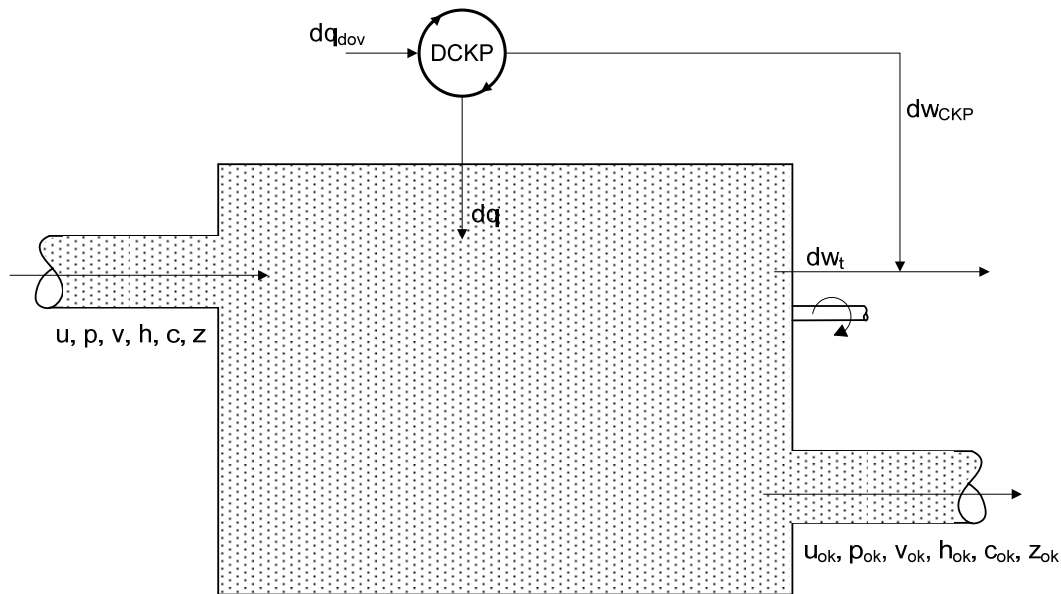 dq_dov
DCKP
dw_CKP
dq
dw_t
u, p, v, h, c, z
u_ok, p_ok, v_ok, h_ok, c_ok, z_ok